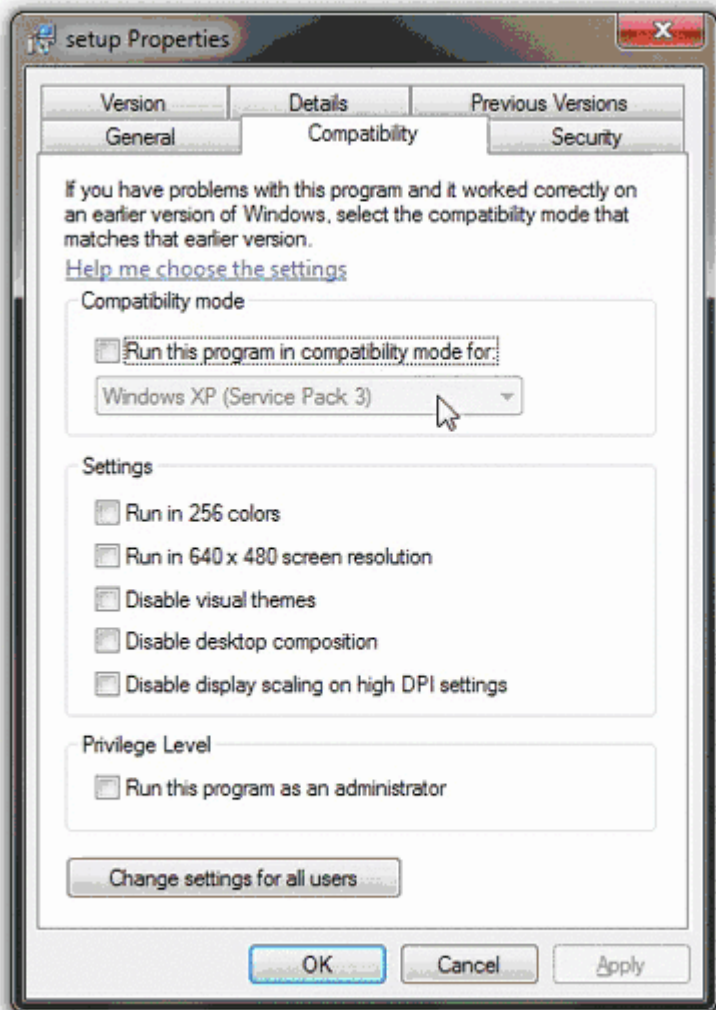 setup Properties
Version Details Previous Versions
General Compatibility Security
If you have problems with this program and it worked correctly on
an earlier version of Windows, select the compatibility mode that
matches that earlier version.
Help me choose the settings
Compatibility mode
Run this program in compatibility mode for:
Windows XP (Service Pack 3)
Settings
Run in 256 colors
Run in 640 x 480 screen resolution
Disable visual themes
Disable desktop composition
Disable display scaling on high DPI settings
Privilege Level
Run this program as an administrator
Change settings for all users
OK Cancel Apply